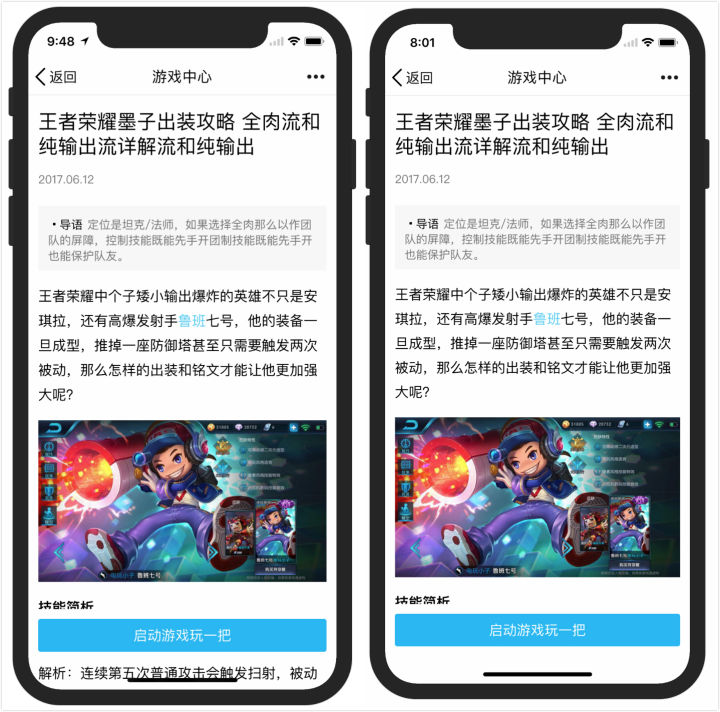 9:48
返回
游戏中心
王者荣耀墨子出装攻略 全肉流和
纯输出流详解流和纯输出
2017.06.12
·导语 定位是坦克/法师，如果选择全肉那么以作团
队的屏障，控制技能既能先手开团制技能既能先手开
也能保护队友。
王者荣耀中个子矮小输出爆炸的英雄不只是安
琪拉，还有高爆发射手鲁班七号，他的装备一
旦成型，推掉一座防御塔甚至只需要触发两次
被动，那么怎样的出装和铭文才能让他更加强
大呢？
电玩小子 鲁班七号
技能简析
启动游戏玩一把
解析：连续第五次普通攻击会触发扫射，被动
8:01
返回
游戏中心
王者荣耀墨子出装攻略 全肉流和
纯输出流详解流和纯输出
2017.06.12
·导语 定位是坦克/法师，如果选择全肉那么以作团
队的屏障，控制技能既能先手开团制技能既能先手开
也能保护队友。
王者荣耀中个子矮小输出爆炸的英雄不只是安
琪拉，还有高爆发射手鲁班七号，他的装备一
旦成型，推掉一座防御塔甚至只需要触发两次
被动，那么怎样的出装和铭文才能让他更加强
大呢？
电玩小子 鲁班七号
技能简析
启动游戏玩一把